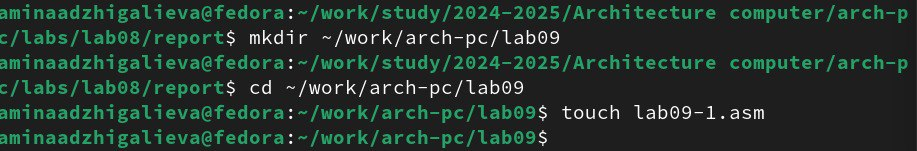 aminaadzhigalieva@fedora:~/work/study/2024-2025/Architecture computer/arch-p
c/labs/lab08/report$ mkdir ~/work/arch-pc/lab09
aminaadzhigalieva@fedora:~/work/study/2024-2025/Architecture computer/arch-p
c/labs/lab08/report$ cd ~/work/arch-pc/lab09
aminaadzhigalieva@fedora:~/work/arch-pc/lab09$ touch lab09-1.asm
aminaadzhigalieva@fedora:~/work/arch-pc/lab09$